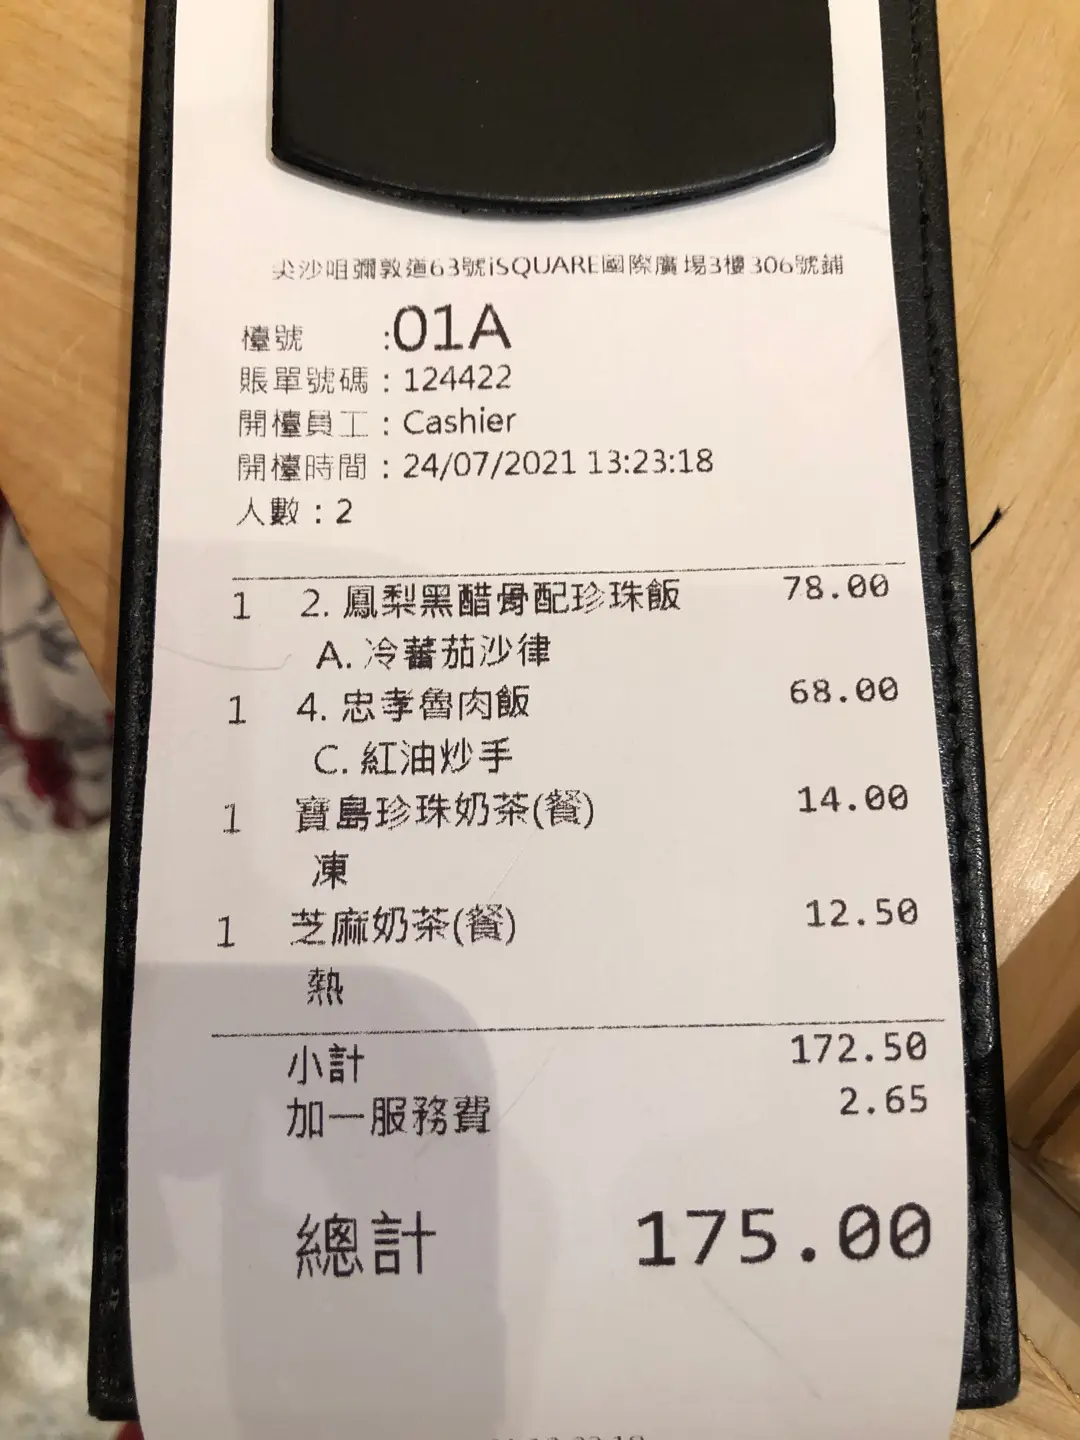 尖沙咀彌敦道63號iSQUARE國際廣場3樓306號鋪
檯號 :01A
賬單號碼 : 124422
開檯員工 : Cashier
開檯時間 : 24/07/2021 13:23:18
人數 : 2
1 2. 鳳梨黑醋骨配珍珠飯 78.00
A. 冷蕃茄沙律
1 4. 忠孝魯肉飯 68.00
C. 紅油炒手
1 寶島珍珠奶茶(餐) 14.00
凍
1 芝麻奶茶(餐) 12.50
熱
小計 172.50
加一服務費 2.65
總計 175.00